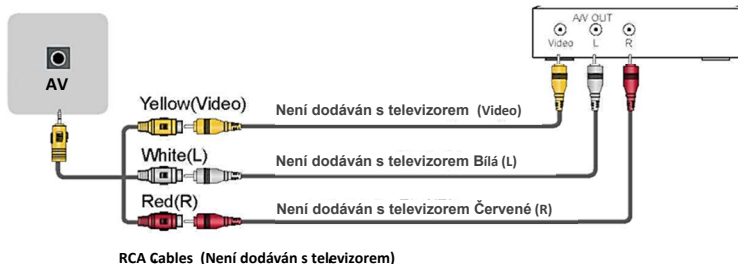 A/V OUT
Video L R
AV
Yellow(Video)
Není dodáván s televizorem (Video)
White(L)
Není dodáván s televizorem Bílá (L)
Red(R)
Není dodáván s televizorem Červené (R)
RCA Cables (Není dodáván s televizorem)